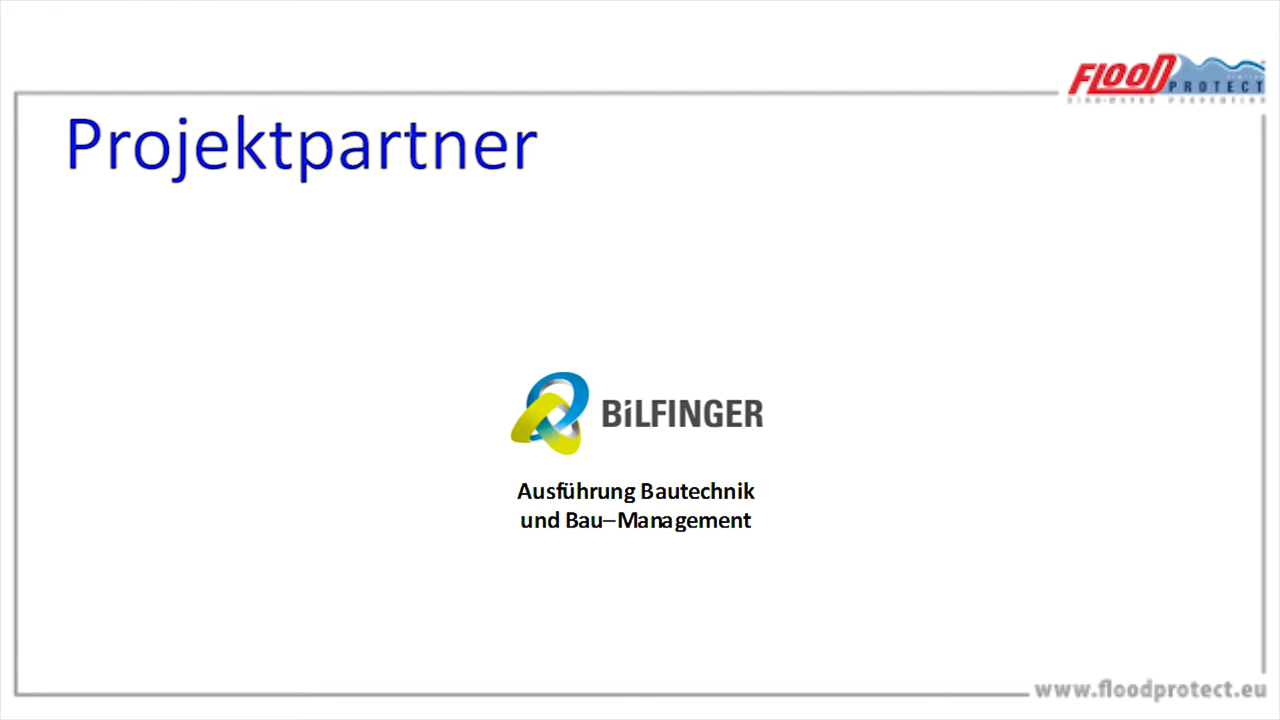 FLOOD
PROTECT
Projektpartner
BiLFINGER
Ausführung Bautechnik
und Bau–Management
www.floodprotect.eu